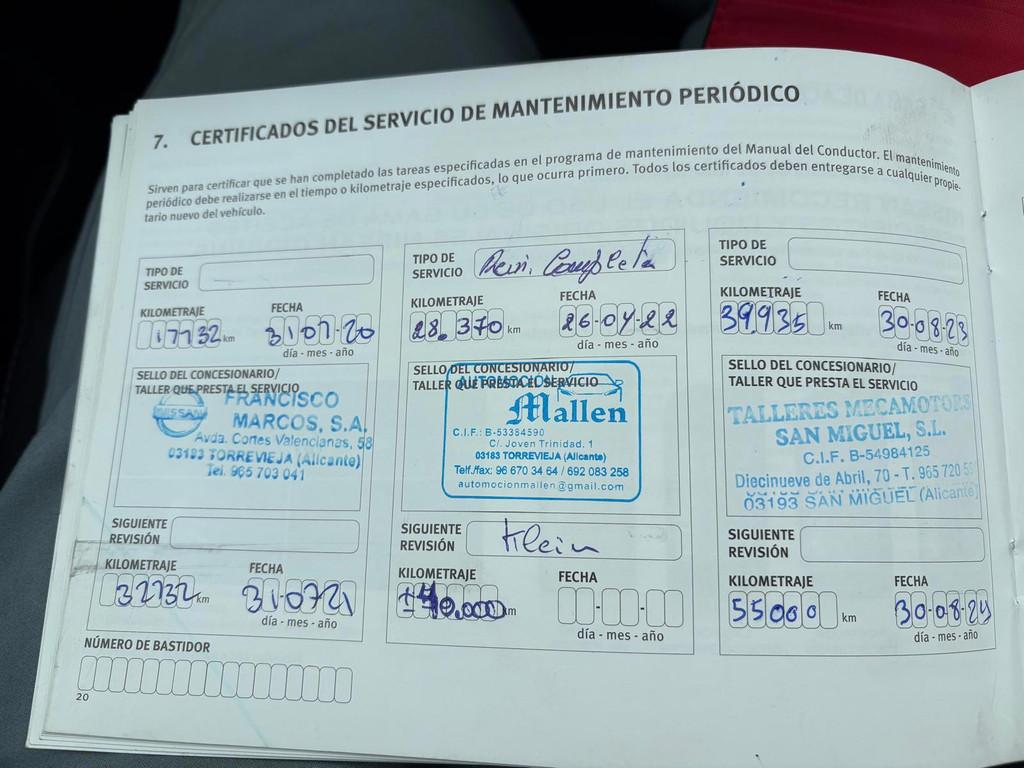 7. CERTIFICADOS DEL SERVICIO DE MANTENIMIENTO PERIÓDICO
Sirven para certificar que se han completado las tareas especificadas en el programa de mantenimiento del Manual del Conductor. El mantenimiento
periódico debe realizarse en el tiempo o kilometraje especificados, lo que ocurra primero. Todos los certificados deben entregarse a cualquier propie-
tario nuevo del vehículo.
TIPO DE
SERVICIO
KILOMETRAJE FECHA
17732 km 31-07-20
día - mes - año
SELLO DEL CONCESIONARIO/
TALLER QUE PRESTA EL SERVICIO
NISSAN
FRANCISCO
MARCOS, S.A.
Avda. Cortes Valencianas, 58
03183 TORREVIEJA (Alicante)
Tel. 965 703 041
SIGUIENTE
REVISIÓN
KILOMETRAJE FECHA
32732 km 310721
día - mes - año
NÚMERO DE BASTIDOR
20
TIPO DE
SERVICIO Rev. Completa
KILOMETRAJE FECHA
28.370 km 26-04-22
día - mes - año
SELLO DEL CONCESIONARIO/
TALLER QUE PRESTA EL SERVICIO
AUTOMOCION
Mallen
C.I.F.: B-53384590
C/. Joven Trinidad, 1
03183 TORREVIEJA (Alicante)
Telf./fax: 96 670 34 64 / 692 083 258
automocionmallen@gmail.com
SIGUIENTE
REVISIÓN Klein
KILOMETRAJE FECHA
±40.000 km
día - mes - año
TIPO DE
SERVICIO
KILOMETRAJE FECHA
39935 km 30-08-23
día - mes - año
SELLO DEL CONCESIONARIO/
TALLER QUE PRESTA EL SERVICIO
TALLERES MECAMOTORS
SAN MIGUEL, S.L.
C.I.F. B-54984125
Diecinueve de Abril, 70 - T. 965 720
03193 SAN MIGUEL (Alicante)
SIGUIENTE
REVISIÓN
KILOMETRAJE FECHA
55000 km 30-08-24
día - mes - año